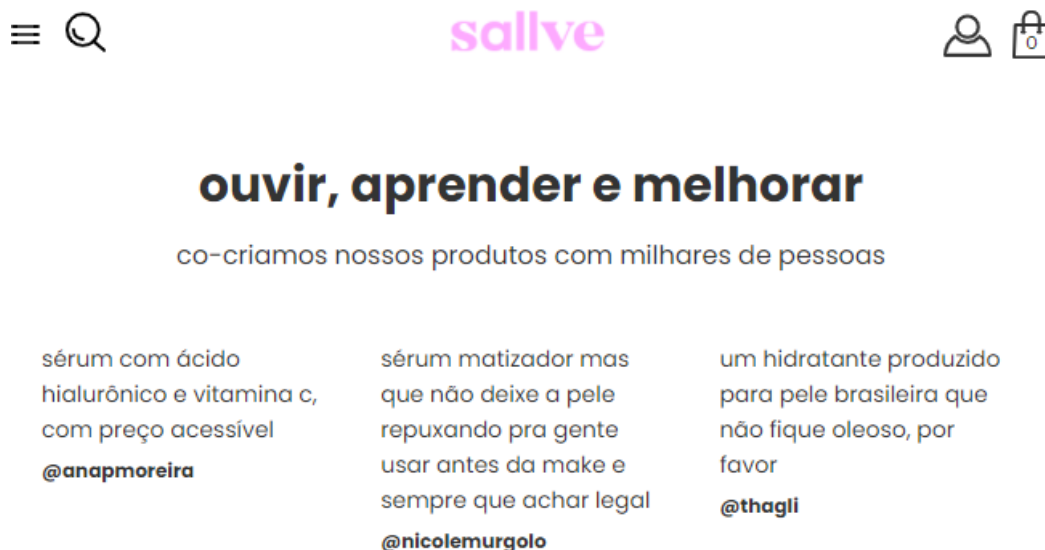 sallve
0
ouvir, aprender e melhorar
co-criamos nossos produtos com milhares de pessoas
sérum com ácido
hialurônico e vitamina c,
com preço acessível
@anapmoreira
sérum matizador mas
que não deixe a pele
repuxando pra gente
usar antes da make e
sempre que achar legal
@nicolemurgolo
um hidratante produzido
para pele brasileira que
não fique oleoso, por
favor
@thagli